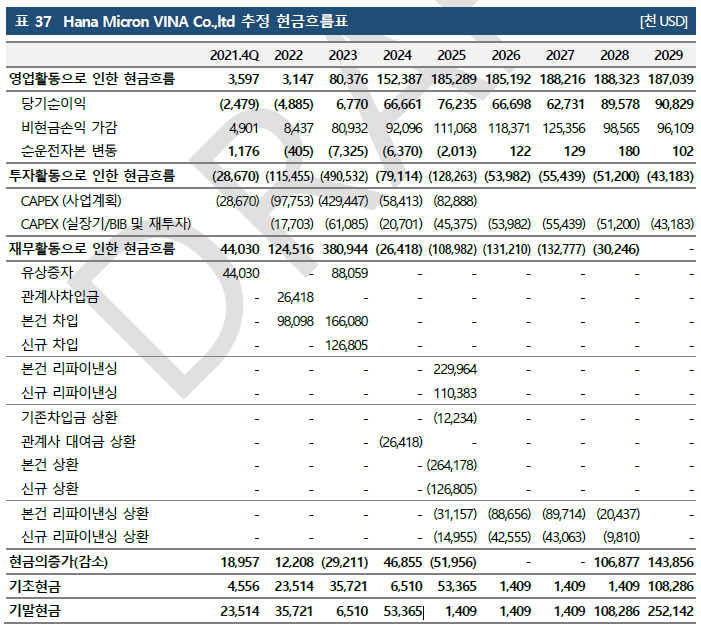 표 37 Hana Micron VINA Co.,ltd 추정 현금흐름표 [천 USD]
2021.4Q 2022 2023 2024 2025 2026 2027 2028 2029
영업활동으로 인한 현금흐름 3,597 3,147 80,376 152,387 185,289 185,192 188,216 188,323 187,039
당기순이익 (2,479) (4,885) 6,770 66,661 76,235 66,698 62,731 89,578 90,829
비현금손익 가감 4,901 8,437 80,932 92,096 111,068 118,371 125,356 98,565 96,109
순운전자본 변동 1,176 (405) (7,325) (6,370) (2,013) 122 129 180 102
투자활동으로 인한 현금흐름 (28,670) (115,455) (490,532) (79,114) (128,263) (53,982) (55,439) (51,200) (43,183)
CAPEX (사업계획) (28,670) (97,753) (429,447) (58,413) (82,888)
CAPEX (실장기/BIB 및 재투자) (17,703) (61,085) (20,701) (45,375) (53,982) (55,439) (51,200) (43,183)
재무활동으로 인한 현금흐름 44,030 124,516 380,944 (26,418) (108,982) (131,210) (132,777) (30,246) -
유상증자 44,030 - 88,059 - - - - - -
관계사차입금 - 26,418 - - - - - - -
본건 차입 - 98,098 166,080 - - - - - -
신규 차입 - - 126,805 - - - - - -
본건 리파이낸싱 - - - - 229,964 - - - -
신규 리파이낸싱 - - - - 110,383 - - - -
기존차입금 상환 - - - - (12,234) - - - -
관계사 대여금 상환 - - - (26,418) - - - - -
본건 상환 - - - - (264,178) - - - -
신규 상환 - - - - (126,805) - - - -
본건 리파이낸싱 상환 - - - - (31,157) (88,656) (89,714) (20,437) -
신규 리파이낸싱 상환 - - - - (14,955) (42,555) (43,063) (9,810) -
현금의증가(감소) 18,957 12,208 (29,211) 46,855 (51,956) - - 106,877 143,856
기초현금 4,556 23,514 35,721 6,510 53,365 1,409 1,409 1,409 108,286
기말현금 23,514 35,721 6,510 53,365 1,409 1,409 1,409 108,286 252,142
DRAF